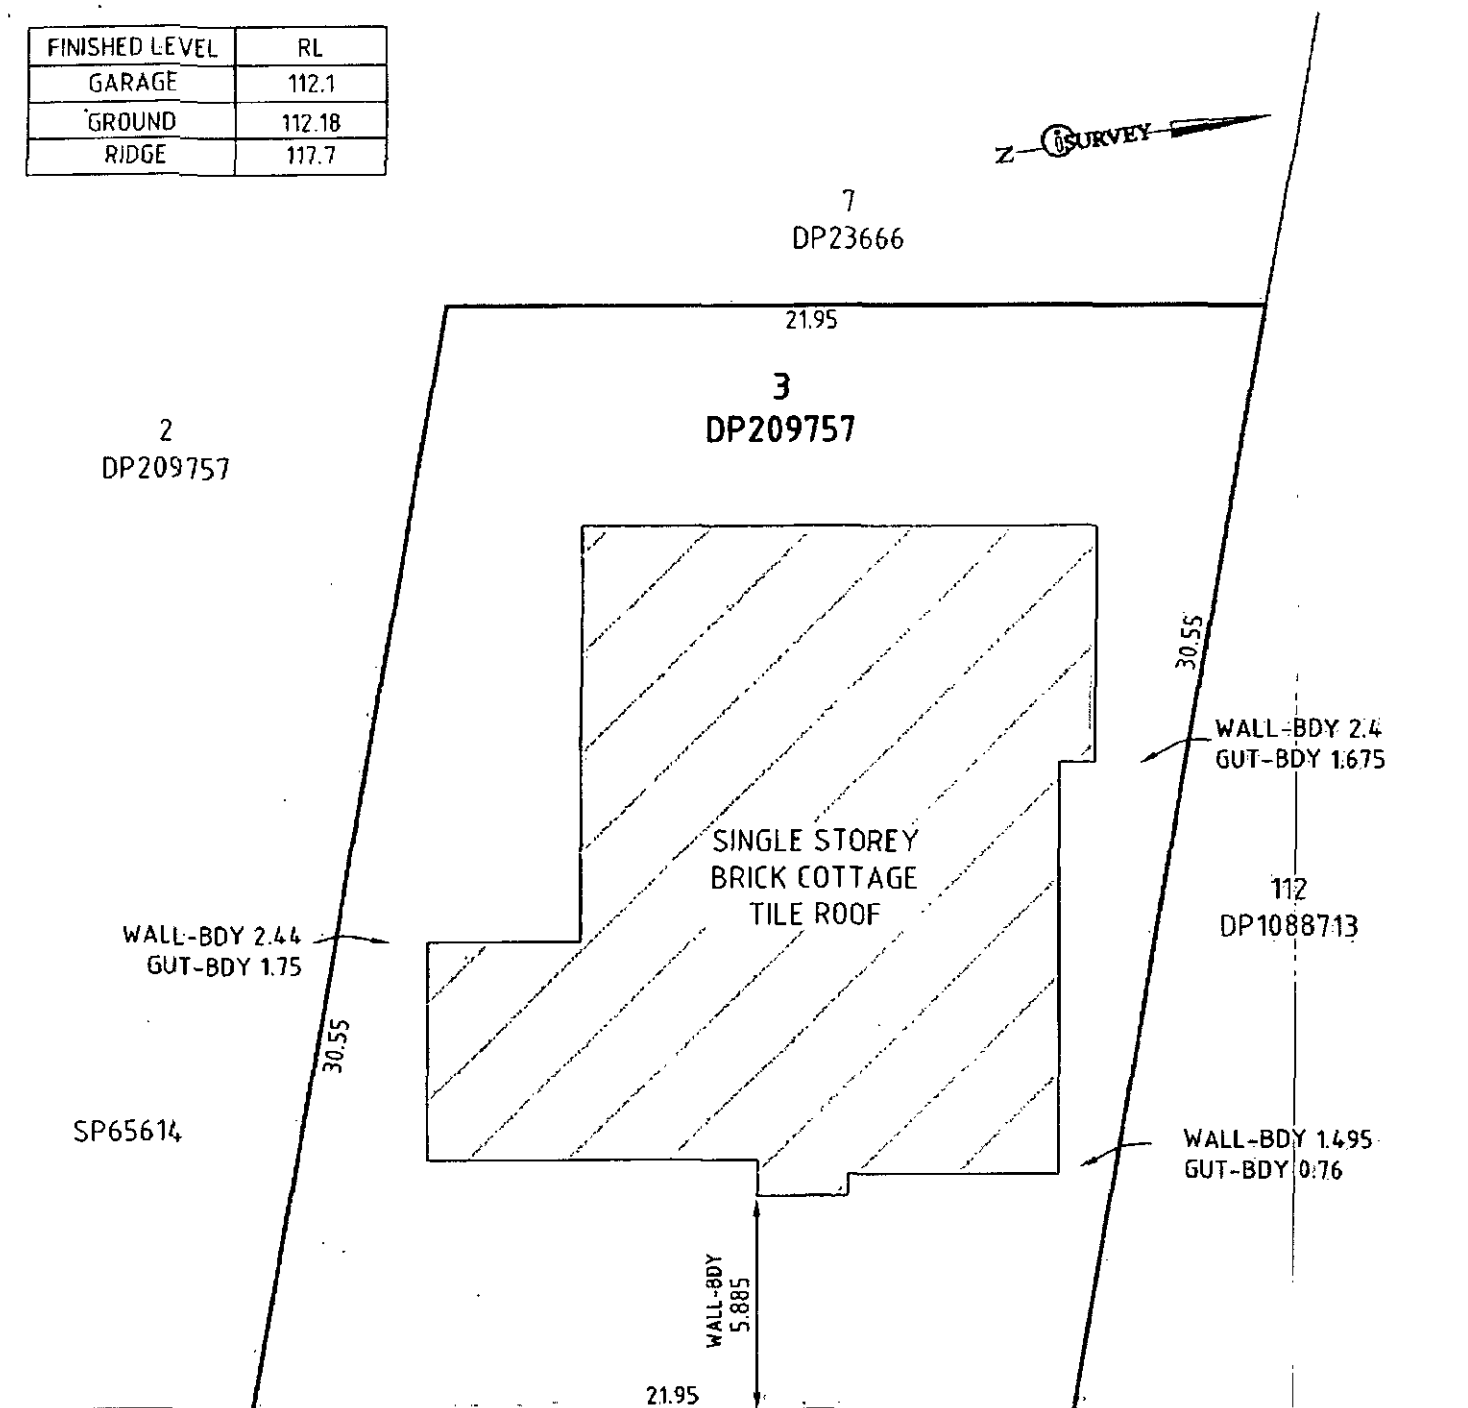 FINISHED LEVEL RL
GARAGE 112.1
GROUND 112.18
RIDGE 117.7
Z iSURVEY
7
DP23666
21.95
3
DP209757
2
DP209757
30.55
WALL-BDY 2.4
GUT-BDY 1.675
SINGLE STOREY
BRICK COTTAGE
TILE ROOF
112
DP1088713
WALL-BDY 2.44
GUT-BDY 1.75
30.55
SP65614
WALL-BDY 1.495
GUT-BDY 0.76
WALL-BDY
5.885
21.95